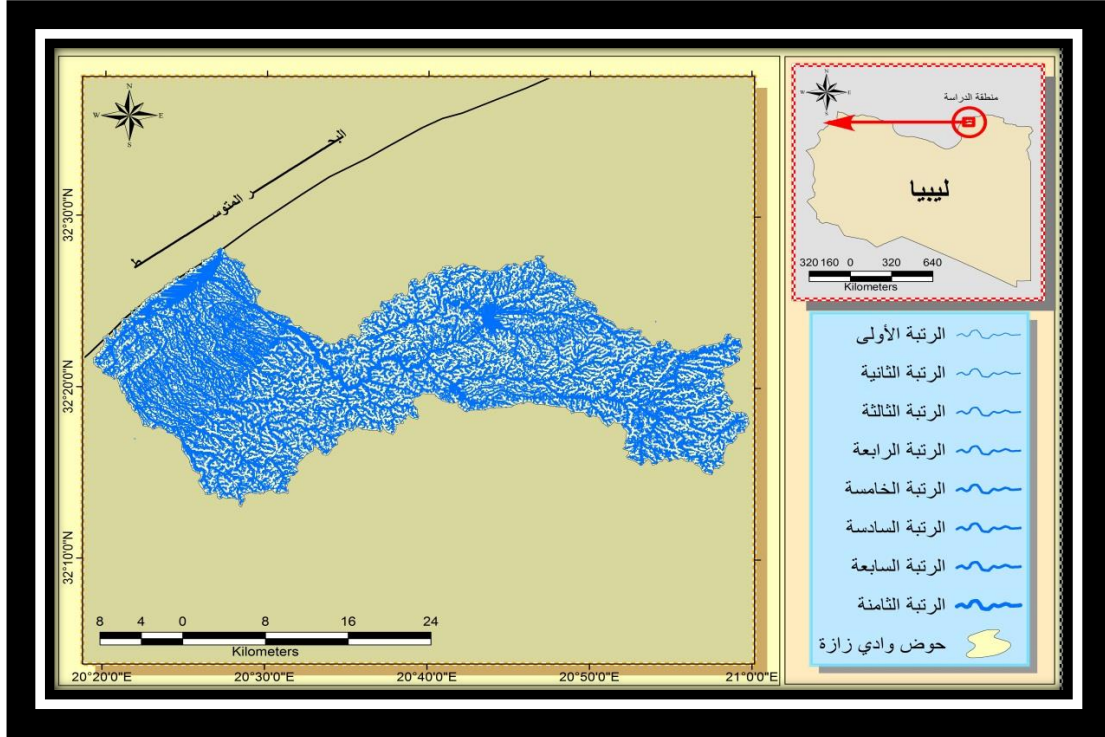 N
W
E
S
البحـــــــر المتوســـــــط
32°30'0"N
32°20'0"N
32°10'0"N
8 4 0 8 16 24
Kilometers
20°20'0"E 20°30'0"E 20°40'0"E 20°50'0"E 21°0'0"E
N
W
E
S
منطقة الدراسة
ليبيا
320 160 0 320 640
Kilometers
الرتبة الأولى
الرتبة الثانية
الرتبة الثالثة
الرتبة الرابعة
الرتبة الخامسة
الرتبة السادسة
الرتبة السابعة
الرتبة الثامنة
حوض وادي زازة